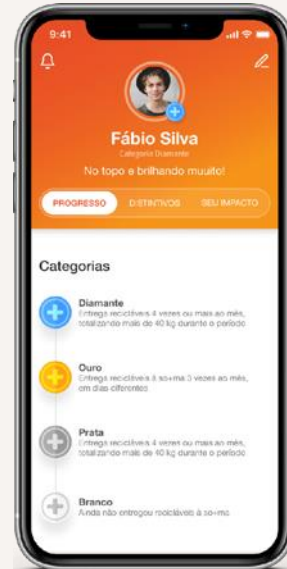 9:41
Fábio Silva
Categoria Diamante
No topo e brilhando muuito!
PROGRESSO DISTINTIVOS SEU IMPACTO
Categorias
Diamante
Entrega recicláveis 4 vezes ou mais ao mês,
totalizando mais de 40 kg durante o período
Ouro
Entrega recicláveis à so+ma 3 vezes ao mês,
em dias diferentes
Prata
Entrega recicláveis 4 vezes ou mais ao mês,
totalizando mais de 40 kg durante o período
Branco
Ainda não entregou recicláveis à so+ma